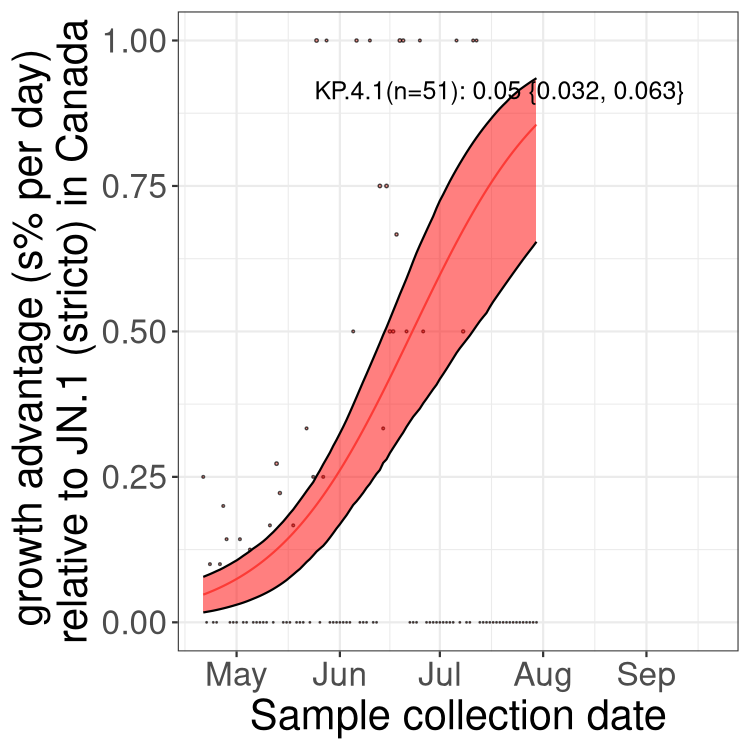 growth advantage (s% per day)
relative to JN.1 (stricto) in Canada
1.00
0.75
0.50
0.25
0.00
KP.4.1(n=51): 0.05 {0.032, 0.063}
May Jun Jul Aug Sep
Sample collection date